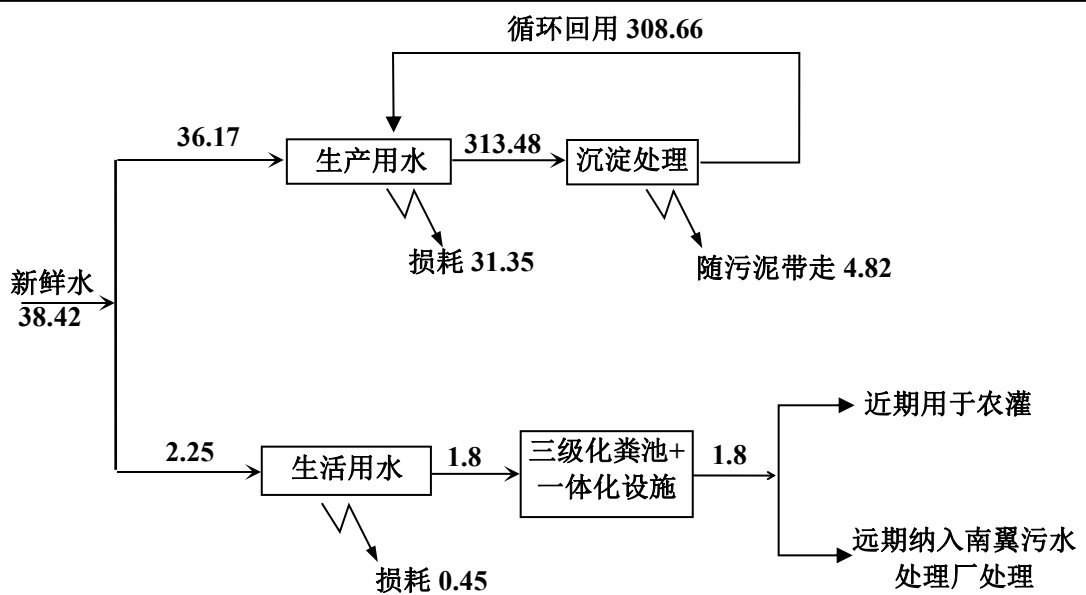 循环回用 308.66
36.17
生产用水
313.48
沉淀处理
损耗 31.35
随污泥带走 4.82
新鲜水
38.42
2.25
生活用水
1.8
三级化粪池+
一体化设施
1.8
近期用于农灌
远期纳入南翼污水
处理厂处理
损耗 0.45